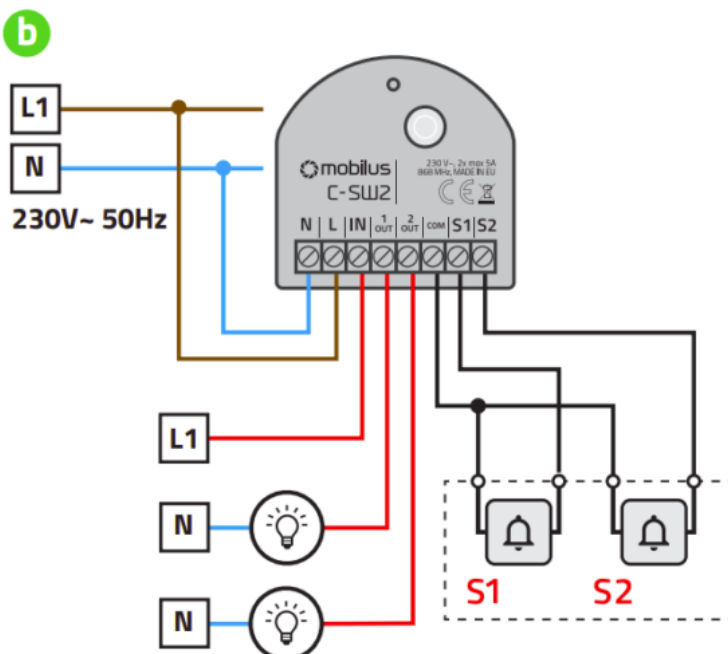 b
L1
N
230V~ 50Hz
mobilus
C-SW2
230 V~, 2x max 5A
868 MHz, MADE IN EU
CE
N L IN 1 OUT 2 OUT COM S1 S2
L1
N
N
S1 S2